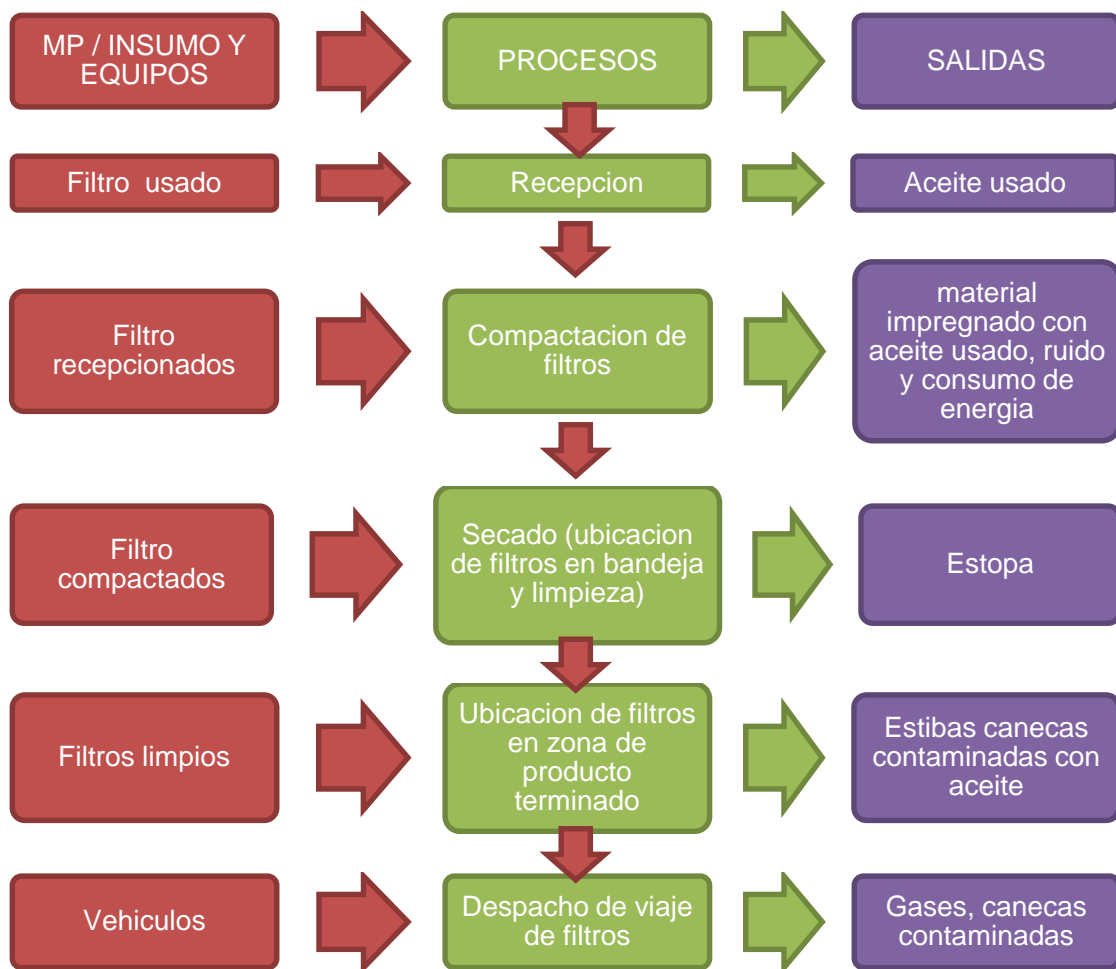 MP / INSUMO Y
EQUIPOS
PROCESOS
SALIDAS
Filtro usado
Recepcion
Aceite usado
Filtro
recepcionados
Compactacion de
filtros
material
impregnado con
aceite usado, ruido
y consumo de
energia
Filtro
compactados
Secado (ubicacion
de filtros en bandeja
y limpieza)
Estopa
Filtros limpios
Ubicacion de filtros
en zona de
producto
terminado
Estibas canecas
contaminadas con
aceite
Vehiculos
Despacho de viaje
de filtros
Gases, canecas
contaminadas